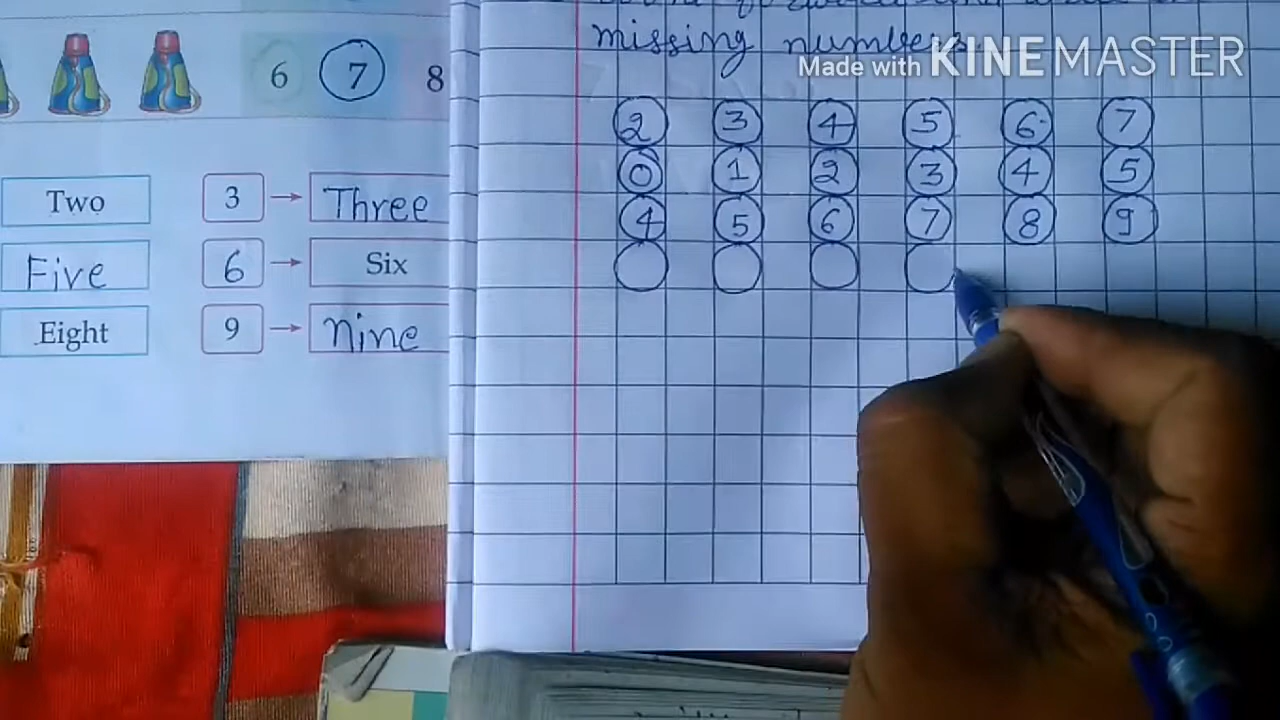 missing numbers
Made with KINEMASTER
6 7 8
2 3 4 5 6 7
0 1 2 3 4 5
4 5 6 7 8 9
Two 3 → Three
Five 6 → Six
Eight 9 → Nine